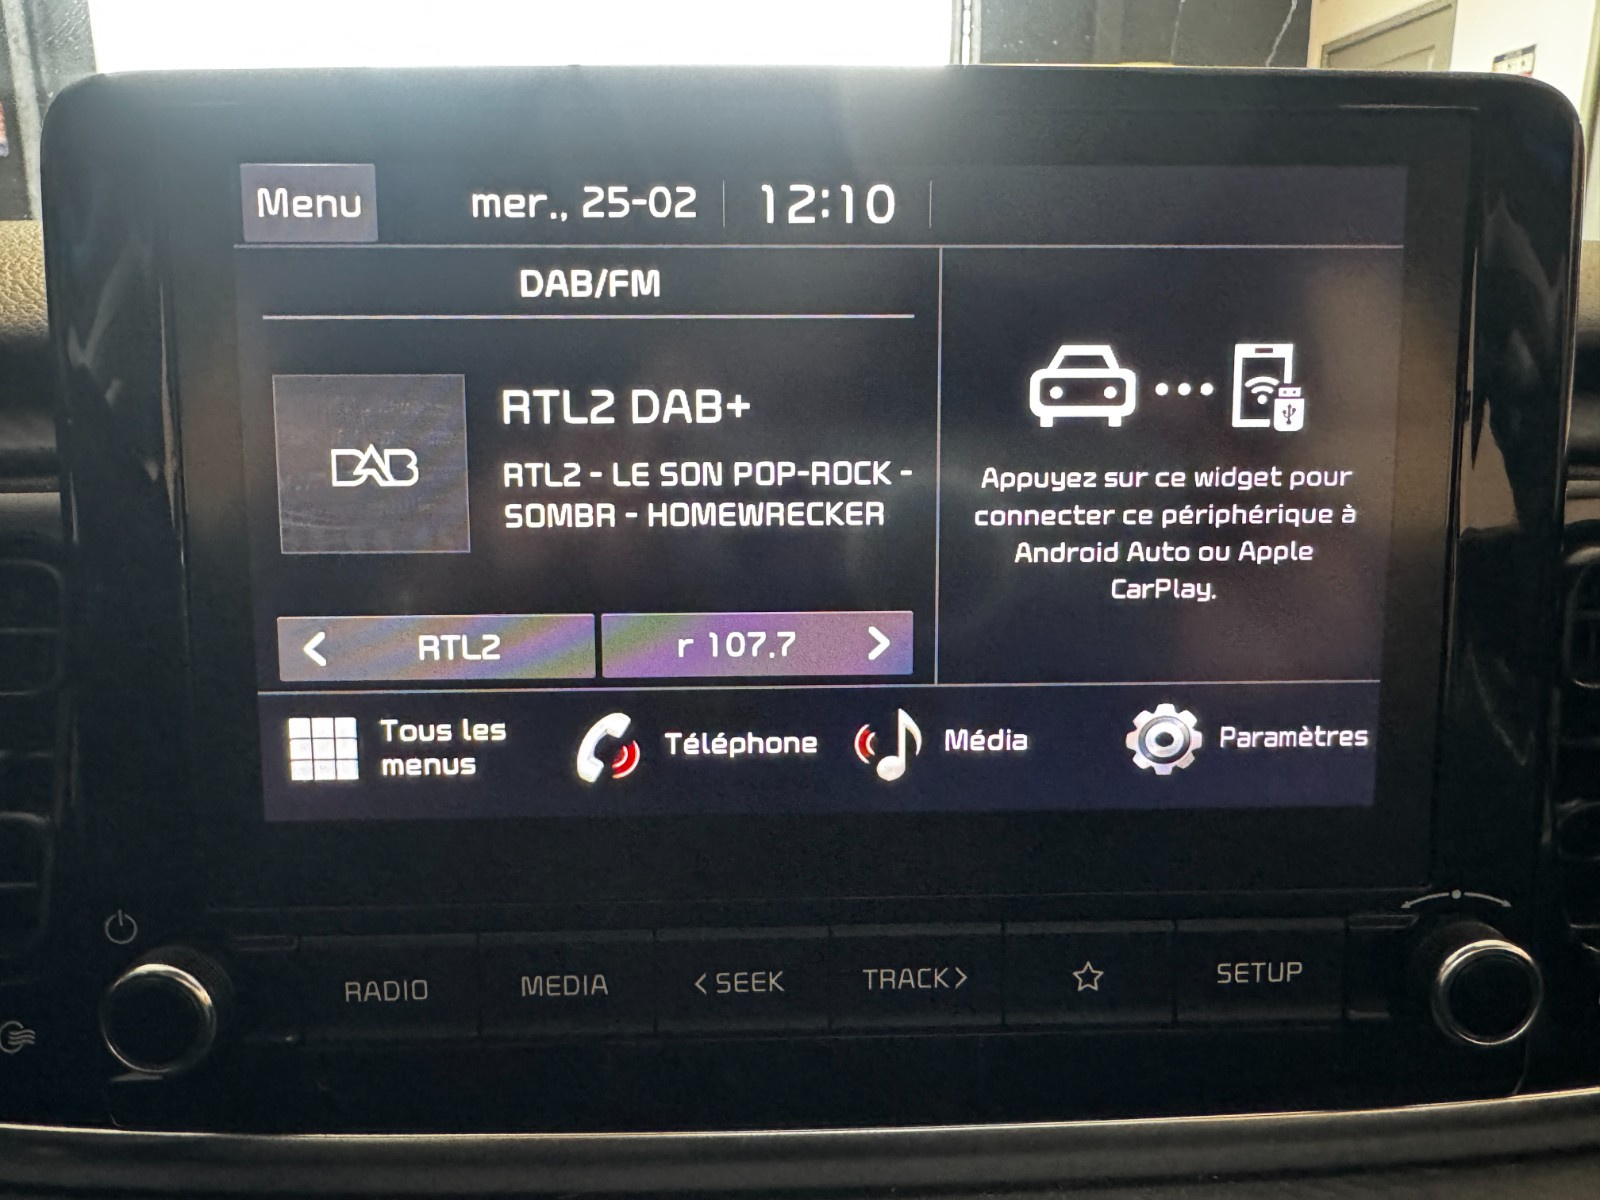 Menu
mer., 25-02
12:10
DAB/FM
DAB
RTL2 DAB+
RTL2 - LE SON POP-ROCK -
SOMBR - HOMEWRECKER
< RTL2
r 107.7 >
Appuyez sur ce widget pour
connecter ce périphérique à
Android Auto ou Apple
CarPlay.
Tous les
menus
Téléphone
Média
Paramètres
RADIO
MEDIA
< SEEK
TRACK >
SETUP